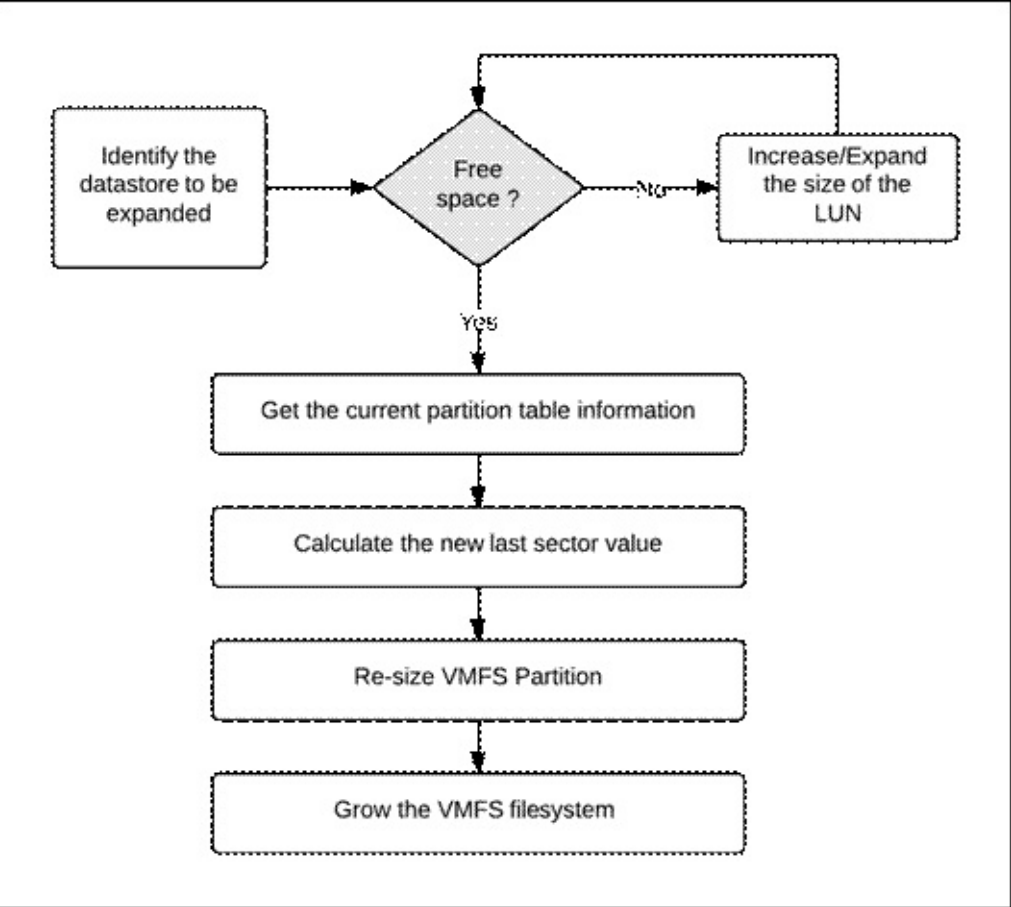 Identify the
datastore to be
expanded
Free
space ?
No
Increase/Expand
the size of the
LUN
Yes
Get the current partition table information
Calculate the new last sector value
Re-size VMFS Partition
Grow the VMFS filesystem